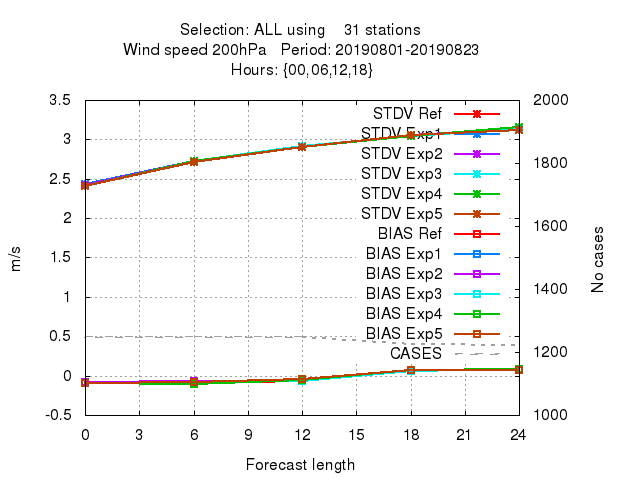 Selection: ALL using 31 stations
Wind speed 200hPa Period: 20190801-20190823
Hours: {00,06,12,18}
3.5
3
2.5
2
1.5
1
0.5
0
-0.5
m/s
STDV Ref
STDV Exp1
STDV Exp2
STDV Exp3
STDV Exp4
STDV Exp5
BIAS Ref
BIAS Exp1
BIAS Exp2
BIAS Exp3
BIAS Exp4
BIAS Exp5
CASES
2000
1800
1600
1400
1200
1000
No cases
0 3 6 9 12 15 18 21 24
Forecast length